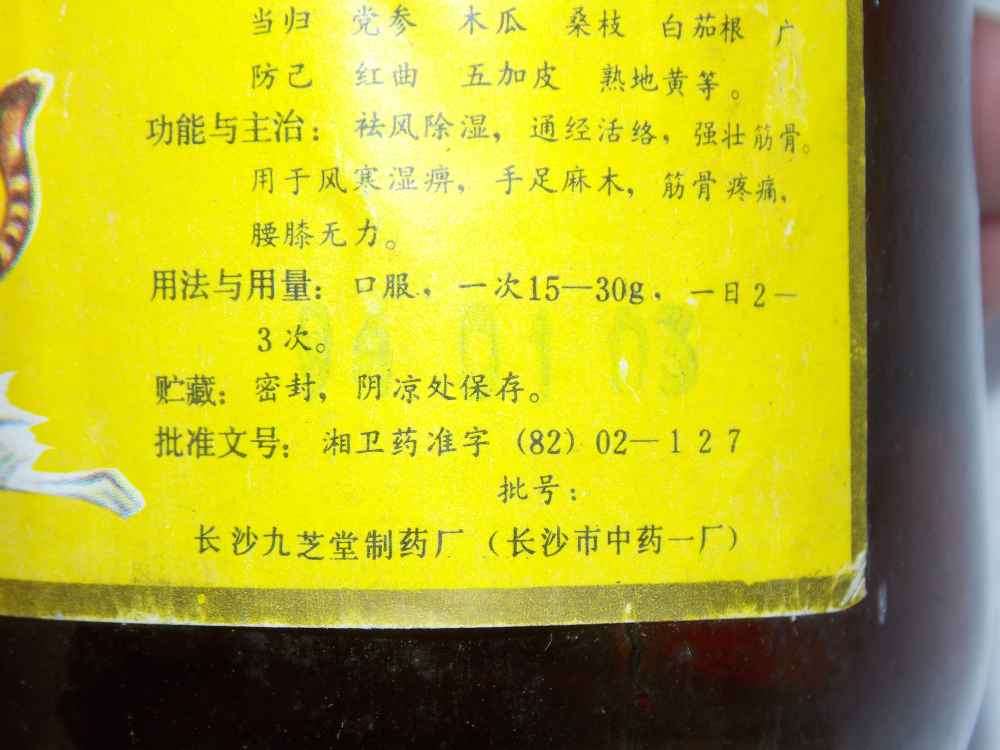 当归 党参 木瓜 桑枝 白茄根 广
防己 红曲 五加皮 熟地黄等。
功能与主治：祛风除湿，通经活络，强壮筋骨。
用于风寒湿痹，手足麻木，筋骨疼痛，
腰膝无力。
用法与用量：口服，一次15—30g，一日2—
3次。
贮藏：密封，阴凉处保存。
批准文号：湘卫药准字（82）02—127
批号：
长沙九芝堂制药厂（长沙市中药一厂）